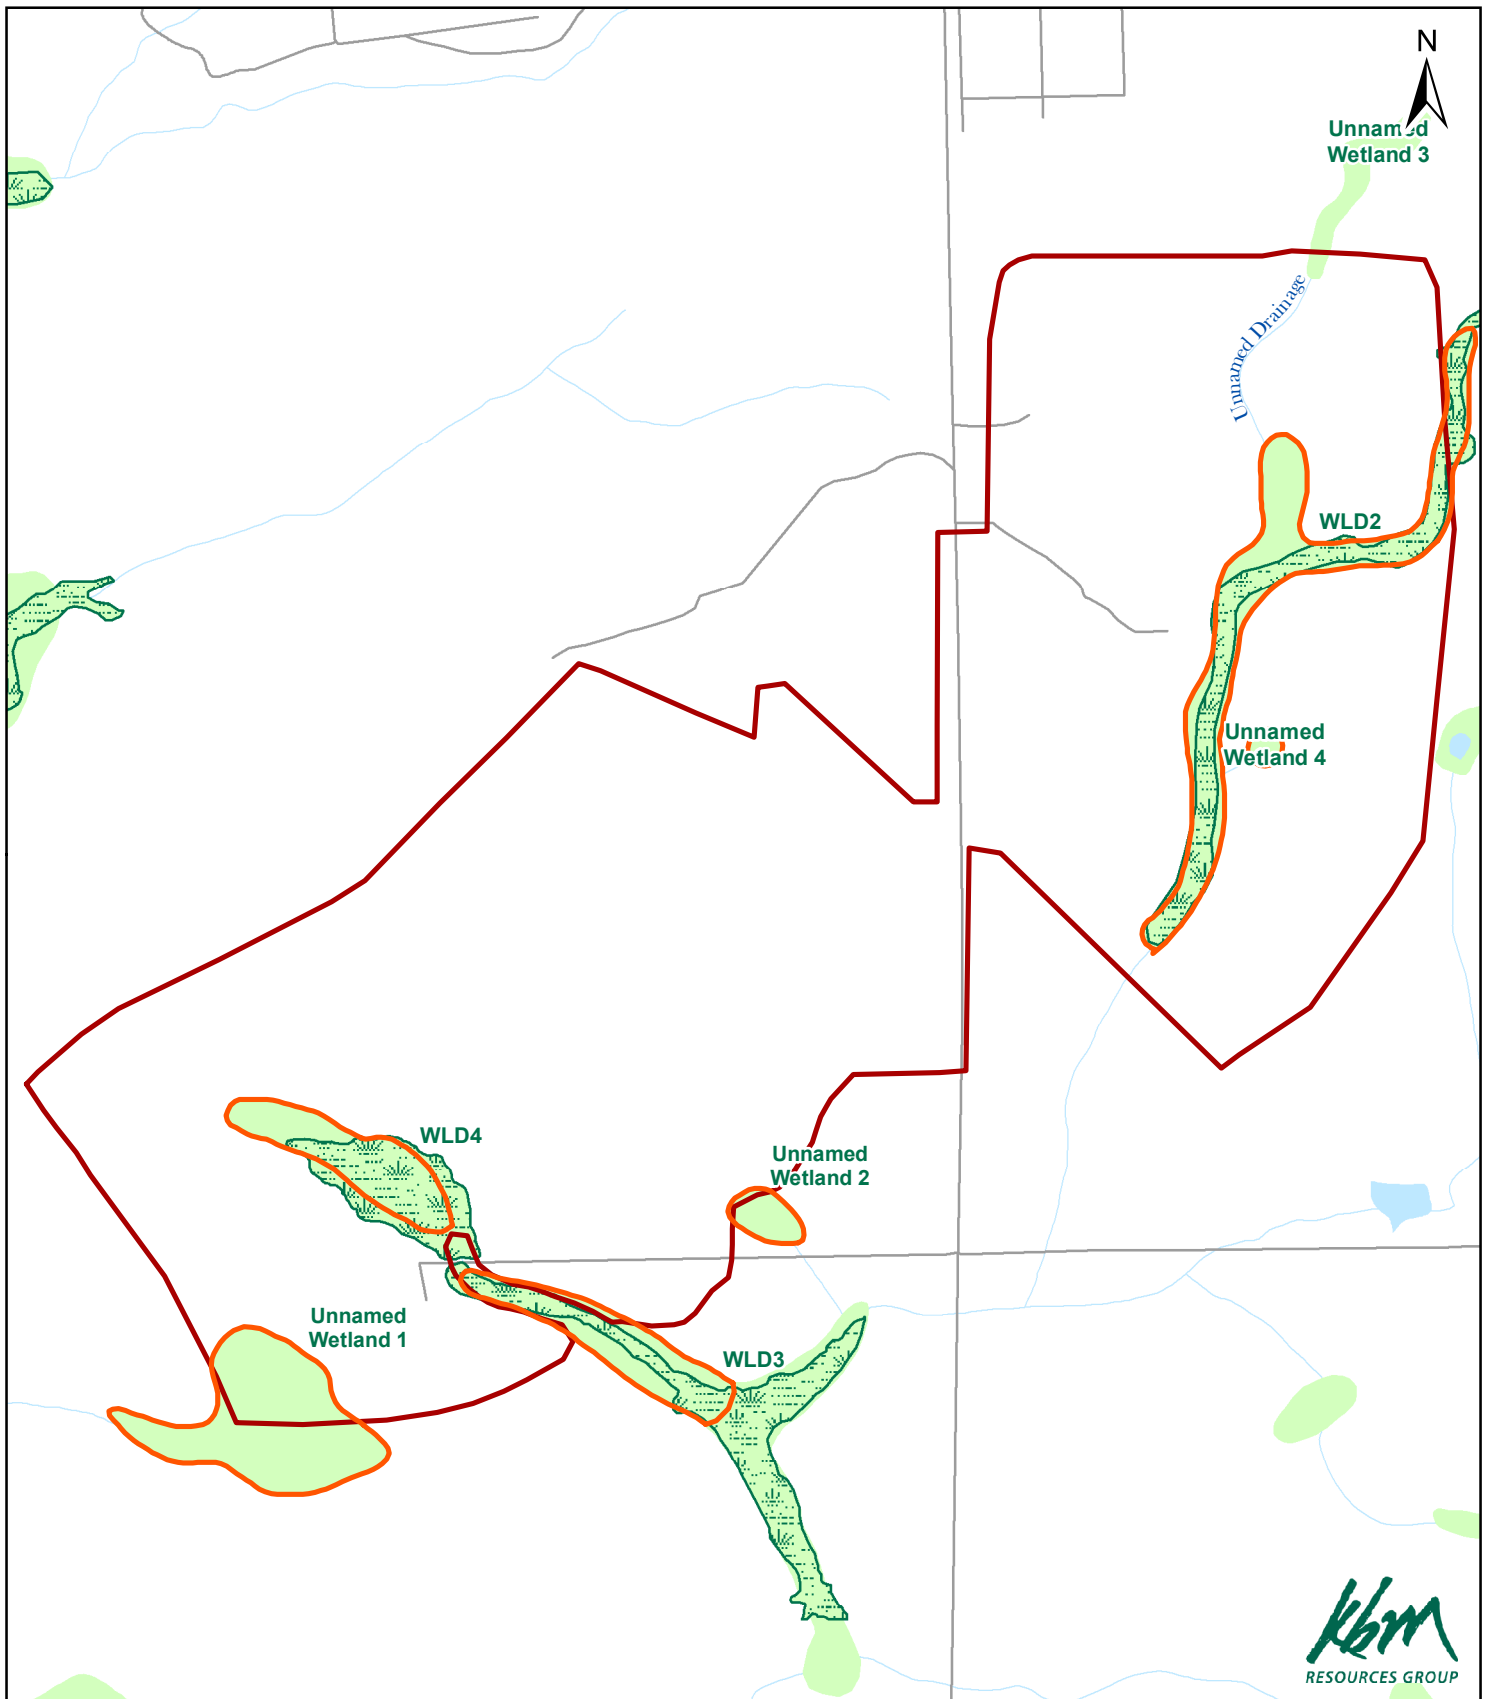 N
Unnamed
Wetland 3
Unnamed Drainage
WLD2
Unnamed
Wetland 4
WLD4
Unnamed
Wetland 2
Unnamed
Wetland 1
WLD3
kbm
RESOURCES GROUP